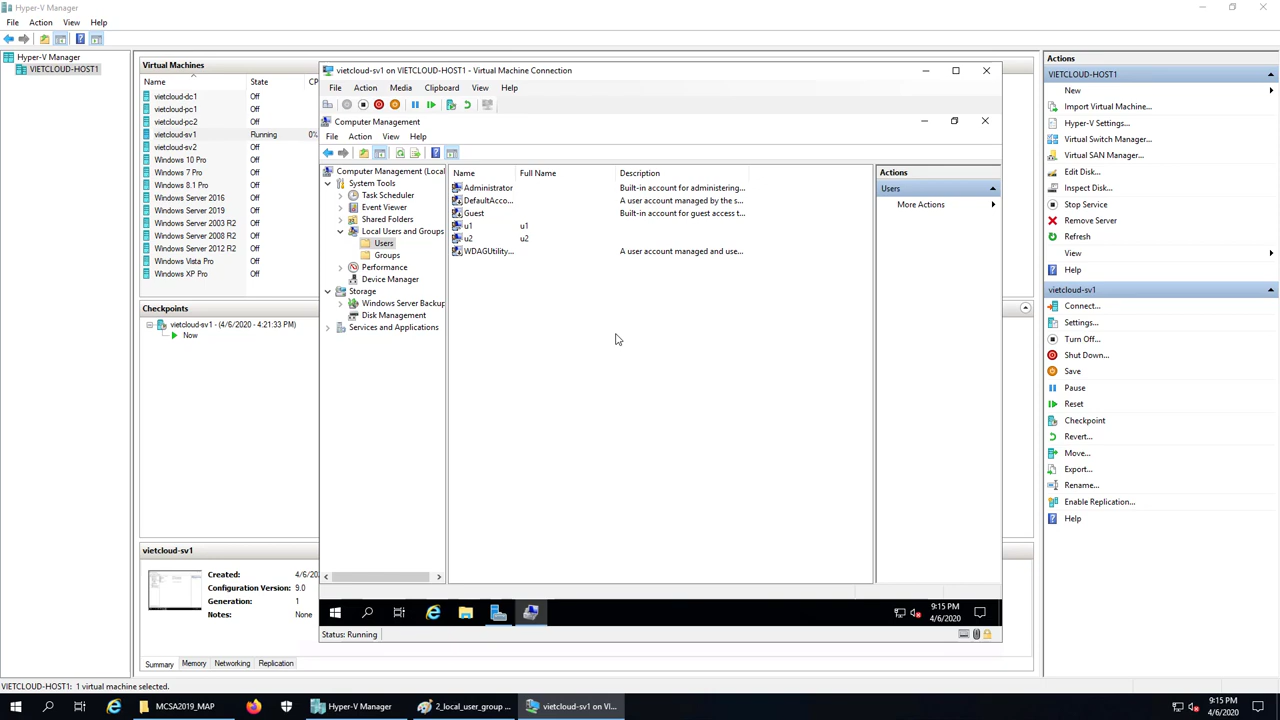 Hyper-V Manager
File Action View Help
Hyper-V Manager
VIETCLOUD-HOST1
Virtual Machines
Name State CP
vietcloud-dc1 Off
vietcloud-pc1 Off
vietcloud-pc2 Off
vietcloud-sv1 Running 0%
vietcloud-sv2 Off
Windows 10 Pro Off
Windows 7 Pro Off
Windows 8.1 Pro Off
Windows Server 2016 Off
Windows Server 2019 Off
Windows Server 2003 R2 Off
Windows Server 2008 R2 Off
Windows Server 2012 R2 Off
Windows Vista Pro Off
Windows XP Pro Off
Checkpoints
vietcloud-sv1 - (4/6/2020 - 4:21:33 PM)
Now
vietcloud-sv1
Created: 4/6/20
Configuration Version: 9.0
Generation: 1
Notes: None
Summary Memory Networking Replication
vietcloud-sv1 on VIETCLOUD-HOST1 - Virtual Machine Connection
File Action Media Clipboard View Help
Computer Management
File Action View Help
Computer Management (Local
System Tools
Task Scheduler
Event Viewer
Shared Folders
Local Users and Groups
Users
Groups
Performance
Device Manager
Storage
Windows Server Backup
Disk Management
Services and Applications
Name Full Name Description
Administrator Built-in account for administering...
DefaultAcco... A user account managed by the s...
Guest Built-in account for guest access t...
u1 u1
u2 u2
WDAGUtility... A user account managed and use...
Actions
Users
More Actions
9:15 PM
4/6/2020
Status: Running
Actions
VIETCLOUD-HOST1
New
Import Virtual Machine...
Hyper-V Settings...
Virtual Switch Manager...
Virtual SAN Manager...
Edit Disk...
Inspect Disk...
Stop Service
Remove Server
Refresh
View
Help
vietcloud-sv1
Connect...
Settings...
Turn Off...
Shut Down...
Save
Pause
Reset
Checkpoint
Revert...
Move...
Export...
Rename...
Enable Replication...
Help
VIETCLOUD-HOST1: 1 virtual machine selected.
MCSA2019_MAP
Hyper-V Manager
2_local_user_group ...
vietcloud-sv1 on VI...
9:15 PM
4/6/2020